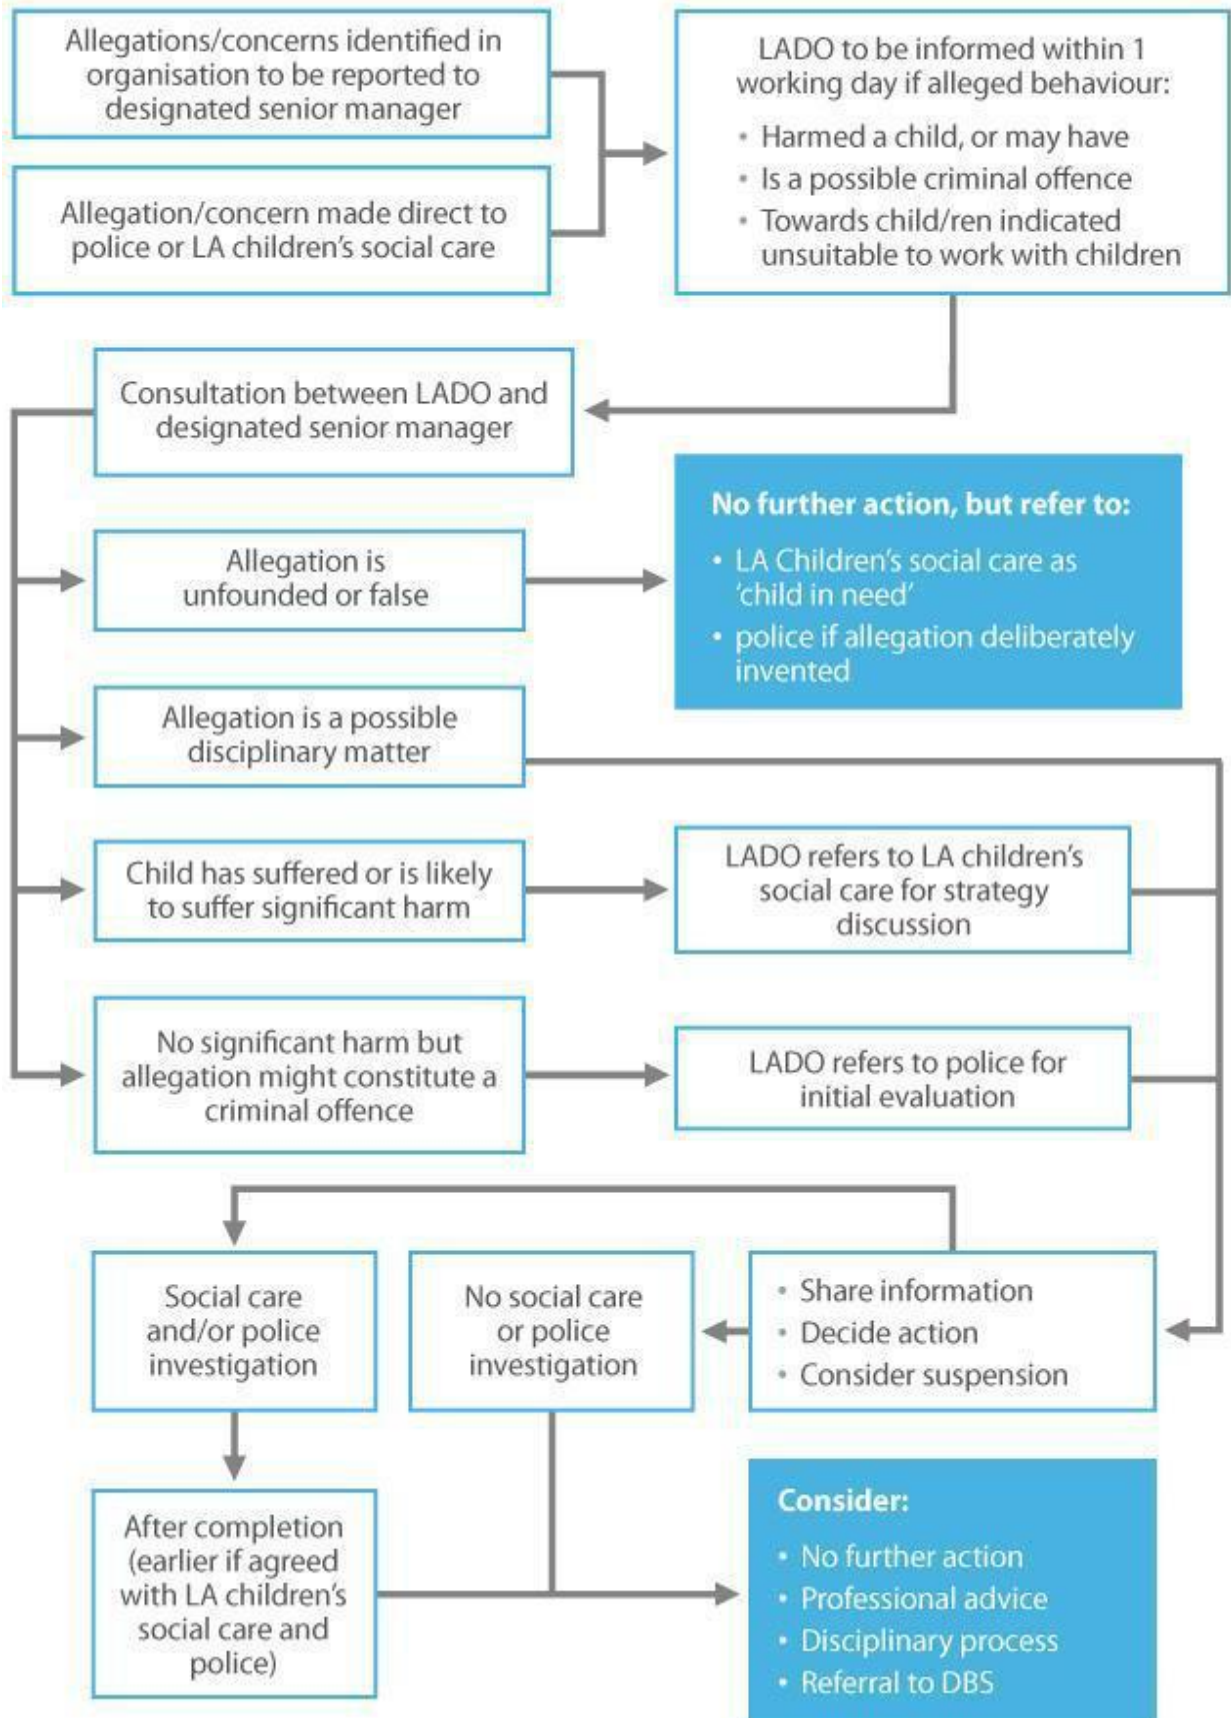 Allegations/concerns identified in
organisation to be reported to
designated senior manager
Allegation/concern made direct to
police or LA children's social care
LADO to be informed within 1
working day if alleged behaviour:
• Harmed a child, or may have
• Is a possible criminal offence
• Towards child/ren indicated
unsuitable to work with children
Consultation between LADO and
designated senior manager
Allegation is
unfounded or false
No further action, but refer to:
• LA Children's social care as
'child in need'
• police if allegation deliberately
invented
Allegation is a possible
disciplinary matter
Child has suffered or is likely
to suffer significant harm
LADO refers to LA children's
social care for strategy
discussion
No significant harm but
allegation might constitute a
criminal offence
LADO refers to police for
initial evaluation
Social care
and/or police
investigation
No social care
or police
investigation
• Share information
• Decide action
• Consider suspension
After completion
(earlier if agreed
with LA children's
social care and
police)
Consider:
• No further action
• Professional advice
• Disciplinary process
• Referral to DBS